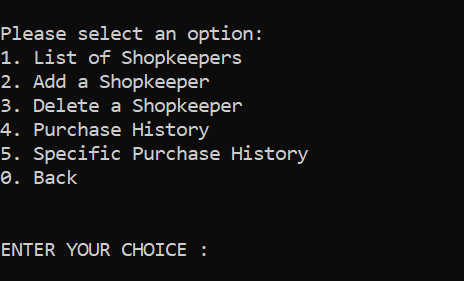 Please select an option:
1. List of Shopkeepers
2. Add a Shopkeeper
3. Delete a Shopkeeper
4. Purchase History
5. Specific Purchase History
0. Back
ENTER YOUR CHOICE :